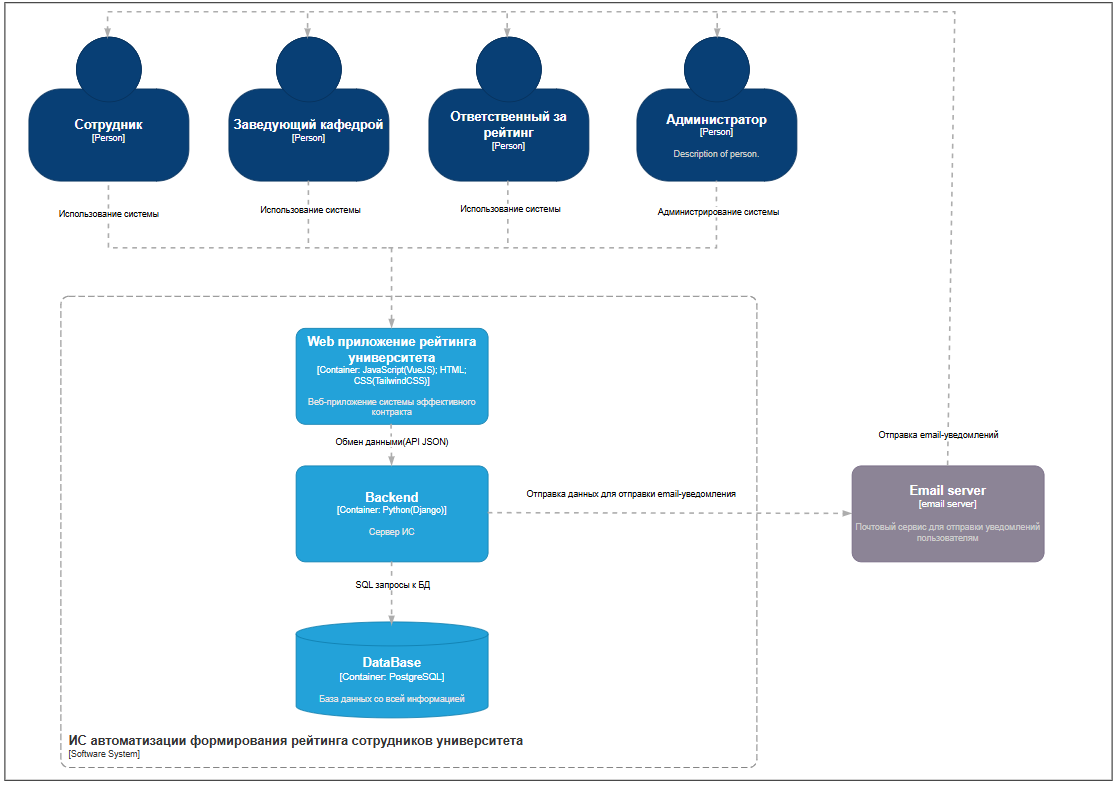 Сотрудник
[Person]
Заведующий кафедрой
[Person]
Ответственный за
рейтинг
[Person]
Администратор
[Person]
Description of person.
Использование системы
Использование системы
Использование системы
Администрирование системы
Web приложение рейтинга
университета
[Container: JavaScript(VueJS); HTML;
CSS(TailwindCSS)]
Веб-приложение системы эффективного
контракта
Обмен данными(API JSON)
Отправка email-уведомлений
Backend
[Container: Python(Django)]
Сервер ИС
Отправка данных для отправки email-уведомления
Email server
[email server]
Почтовый сервис для отправки уведомлений
пользователям
SQL запросы к БД
DataBase
[Container: PostgreSQL]
База данных со всей информацией
ИС автоматизации формирования рейтинга сотрудников университета
[Software System]